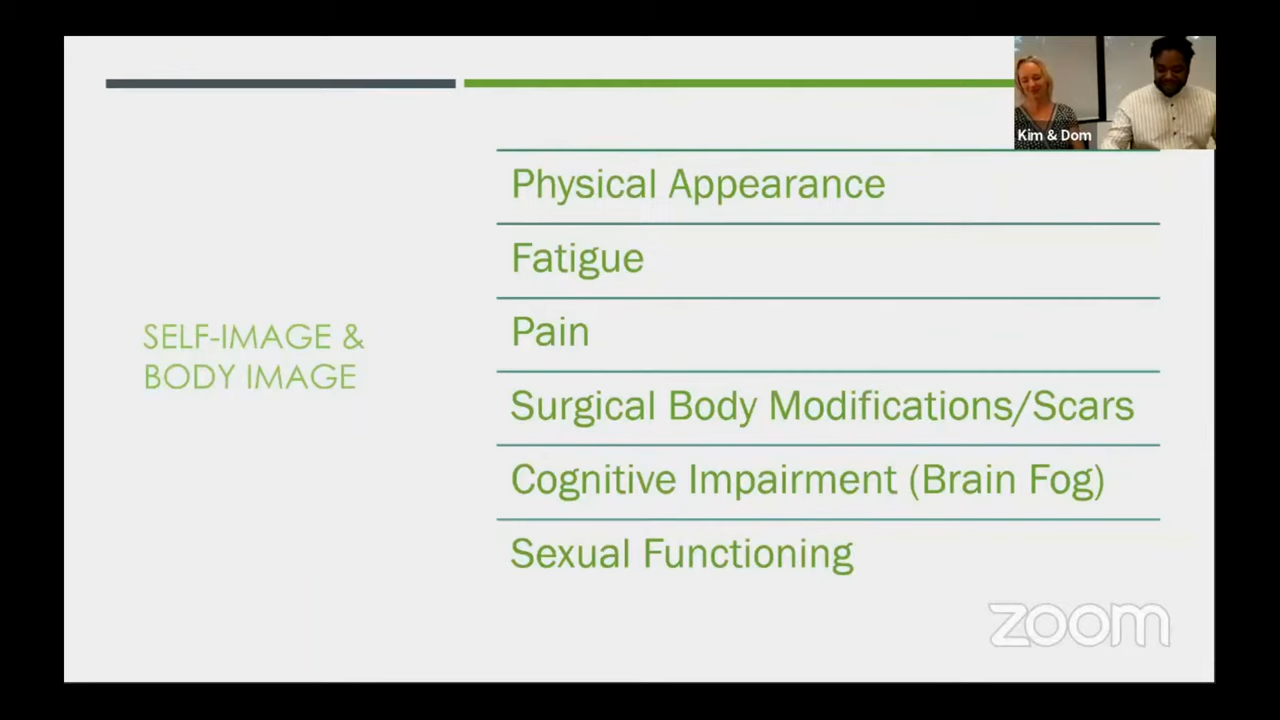 Kim & Dom
SELF-IMAGE &
BODY IMAGE
Physical Appearance
Fatigue
Pain
Surgical Body Modifications/Scars
Cognitive Impairment (Brain Fog)
Sexual Functioning
zoom